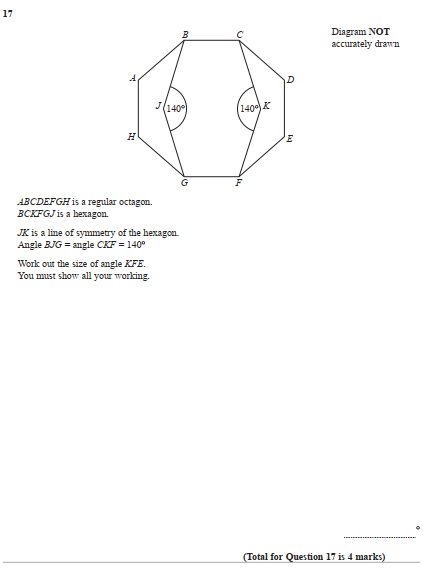 17
Diagram NOT
accurately drawn
B C
A D
J 140° 140° K
H E
G F
ABCDEFGH is a regular octagon.
BCKFGJ is a hexagon.
JK is a line of symmetry of the hexagon.
Angle BJG = angle CKF = 140°
Work out the size of angle KFE.
You must show all your working.
°
(Total for Question 17 is 4 marks)